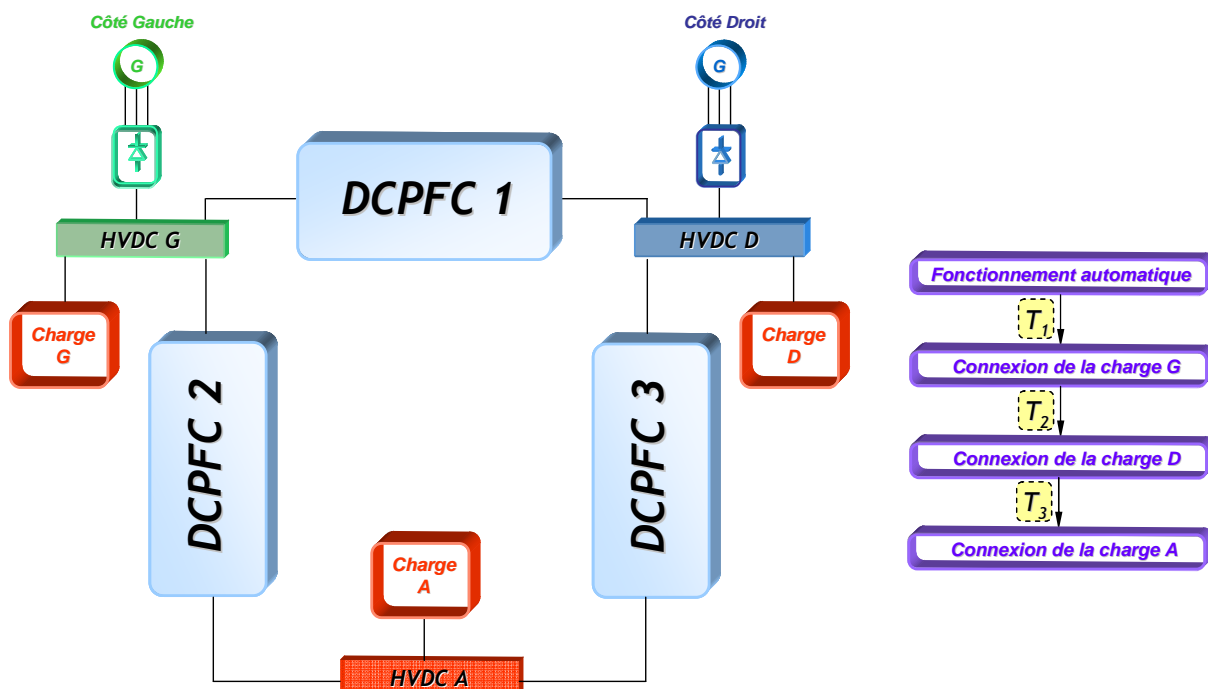 Côté Gauche
Côté Droit
G
G
DCPFC 1
HVDC G
HVDC D
Charge
G
Charge
D
DCPFC 2
DCPFC 3
Charge
A
HVDC A
Fonctionnement automatique
T1
Connexion de la charge G
T2
Connexion de la charge D
T3
Connexion de la charge A